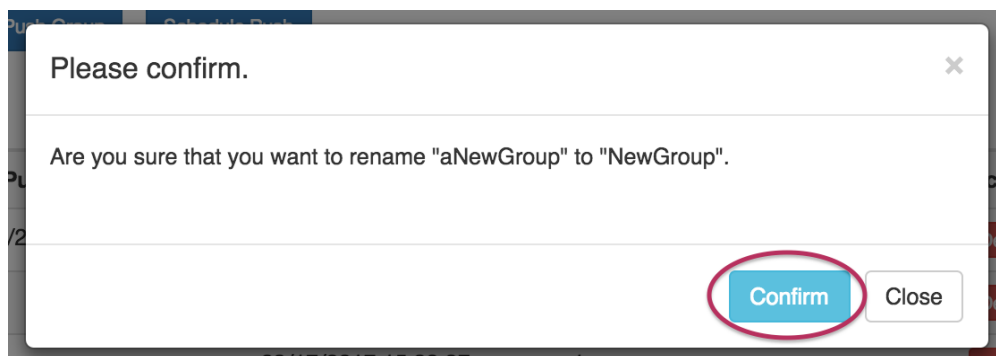 Please confirm.
×
Are you sure that you want to rename "aNewGroup" to "NewGroup".
Confirm
Close